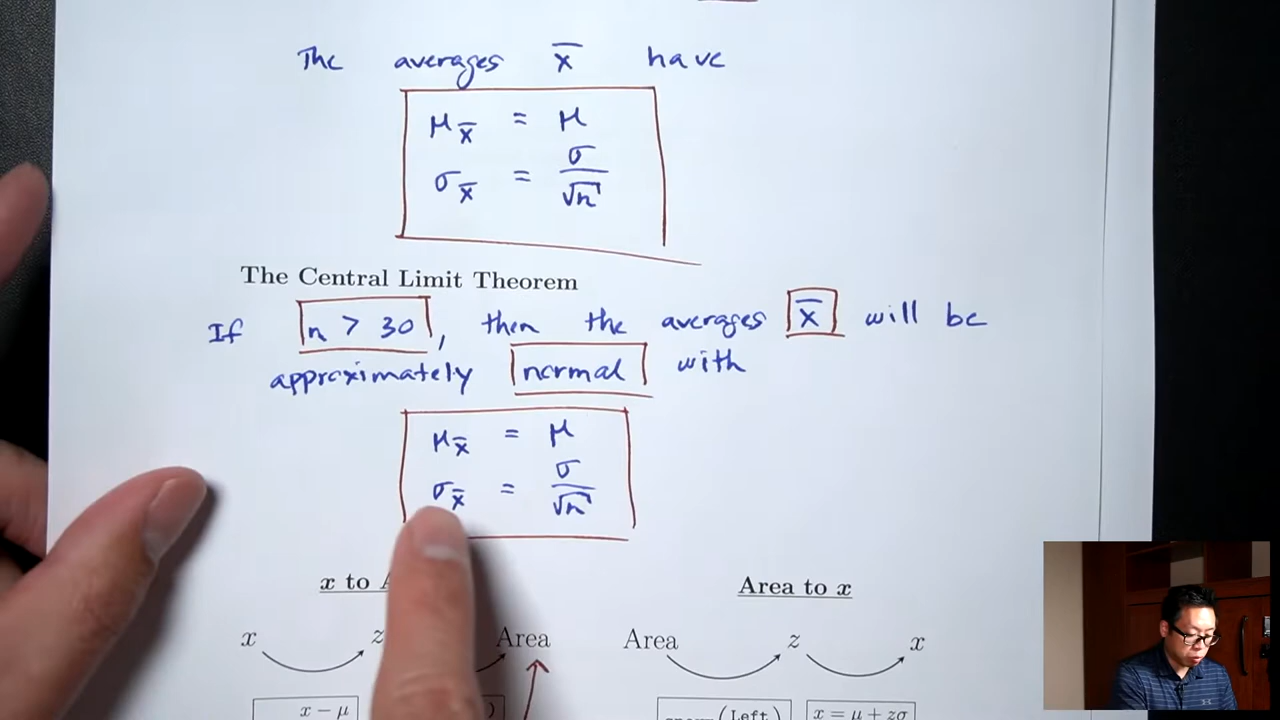 The averages x̄ have
μx̄ = μ
σx̄ = σ/√n
The Central Limit Theorem
If n > 30, then the averages x̄ will be
approximately normal with
μx̄ = μ
σx̄ = σ/√n
x to Area to x
x z Area Area z x
x − μ (Left) x = μ + zσ